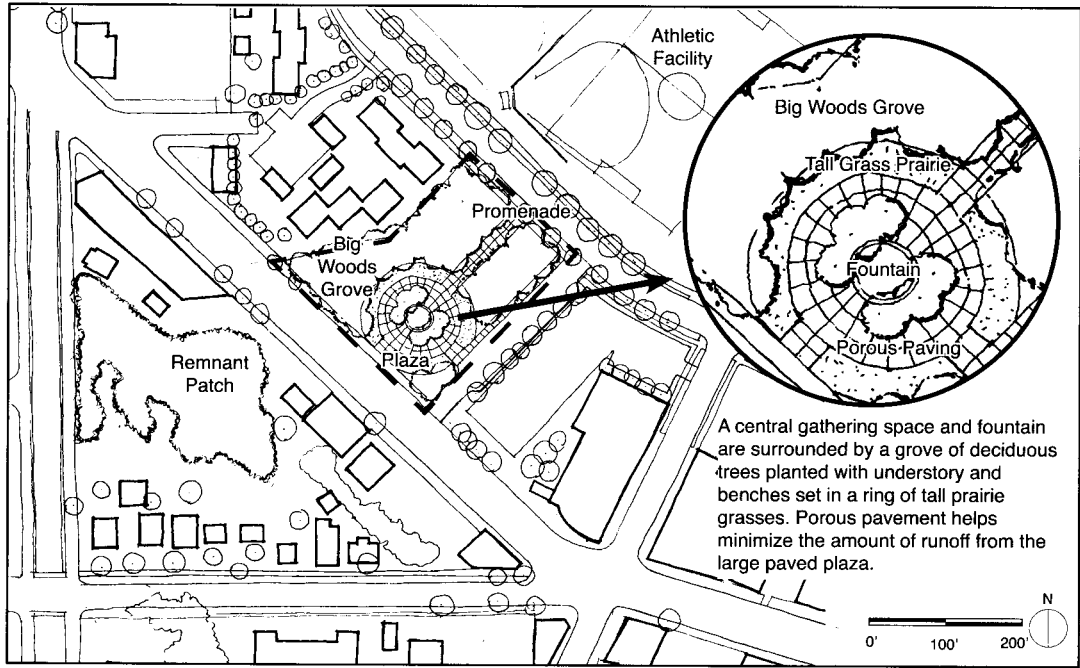 Athletic
Facility
Big Woods Grove
Tall Grass Prairie
Fountain
Porous Paving
Promenade
Big
Woods
Grove
Plaza
Remnant
Patch
A central gathering space and fountain
are surrounded by a grove of deciduous
trees planted with understory and
benches set in a ring of tall prairie
grasses. Porous pavement helps
minimize the amount of runoff from the
large paved plaza.
N
0' 100' 200'